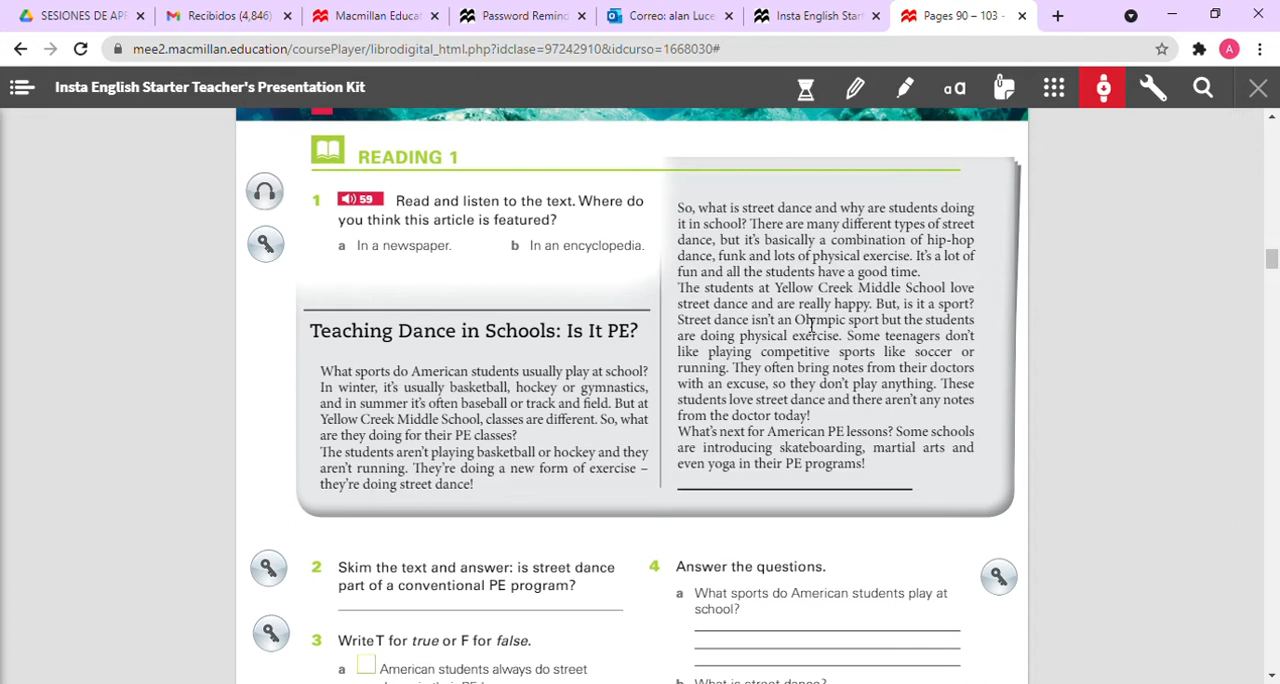 SESIONES DE AP
Recibidos (4,846)
Macmillan Educa
Password Remind
Correo: alan Luce
Insta English Start
Pages 90 – 103 -
mee2.macmillan.education/coursePlayer/librodigital_html.php?idclase=97242910&idcurso=1668030#
A
Insta English Starter Teacher's Presentation Kit
aα
READING 1
1 59 Read and listen to the text. Where do
you think this article is featured?
a In a newspaper. b In an encyclopedia.
Teaching Dance in Schools: Is It PE?
What sports do American students usually play at school?
In winter, it's usually basketball, hockey or gymnastics,
and in summer it's often baseball or track and field. But at
Yellow Creek Middle School, classes are different. So, what
are they doing for their PE classes?
The students aren't playing basketball or hockey and they
aren't running. They're doing a new form of exercise –
they're doing street dance!
So, what is street dance and why are students doing
it in school? There are many different types of street
dance, but it's basically a combination of hip-hop
dance, funk and lots of physical exercise. It's a lot of
fun and all the students have a good time.
The students at Yellow Creek Middle School love
street dance and are really happy. But, is it a sport?
Street dance isn't an Olympic sport but the students
are doing physical exercise. Some teenagers don't
like playing competitive sports like soccer or
running. They often bring notes from their doctors
with an excuse, so they don't play anything. These
students love street dance and there aren't any notes
from the doctor today!
What's next for American PE lessons? Some schools
are introducing skateboarding, martial arts and
even yoga in their PE programs!
2 Skim the text and answer: is street dance
part of a conventional PE program?
3 Write T for true or F for false.
a American students always do street
4 Answer the questions.
a What sports do American students play at
school?
b What is street dance?